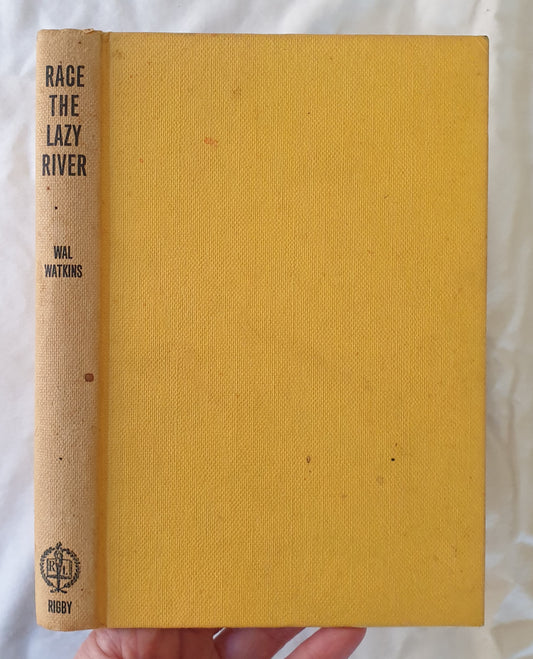 RACE
THE
LAZY
RIVER
WAL
WATKINS
R L
RIGBY